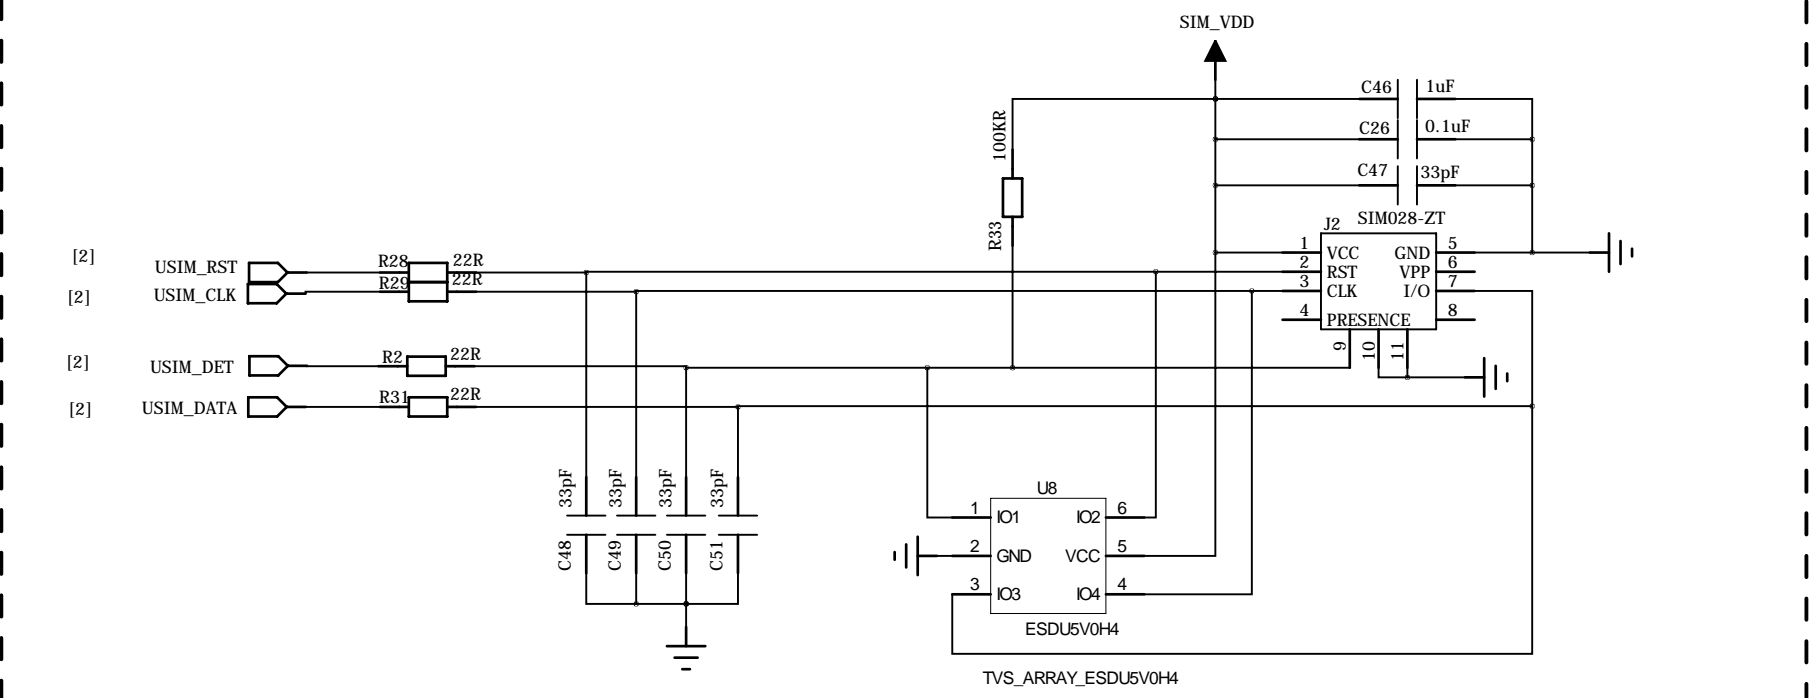 SIM_VDD
C46 1uF
C26 0.1uF
C47 33pF
100KR
R33
J2 SIM028-ZT
1 VCC GND 5
2 RST VPP 6
3 CLK I/O 7
4 PRESENCE 8
9 10 11
[2] USIM_RST R28 22R
[2] USIM_CLK R29 22R
[2] USIM_DET R2 22R
[2] USIM_DATA R31 22R
33pF 33pF 33pF 33pF
C48 C49 C50 C51
U8
1 IO1 IO2 6
2 GND VCC 5
3 IO3 IO4 4
ESDU5V0H4
TVS_ARRAY_ESDU5V0H4